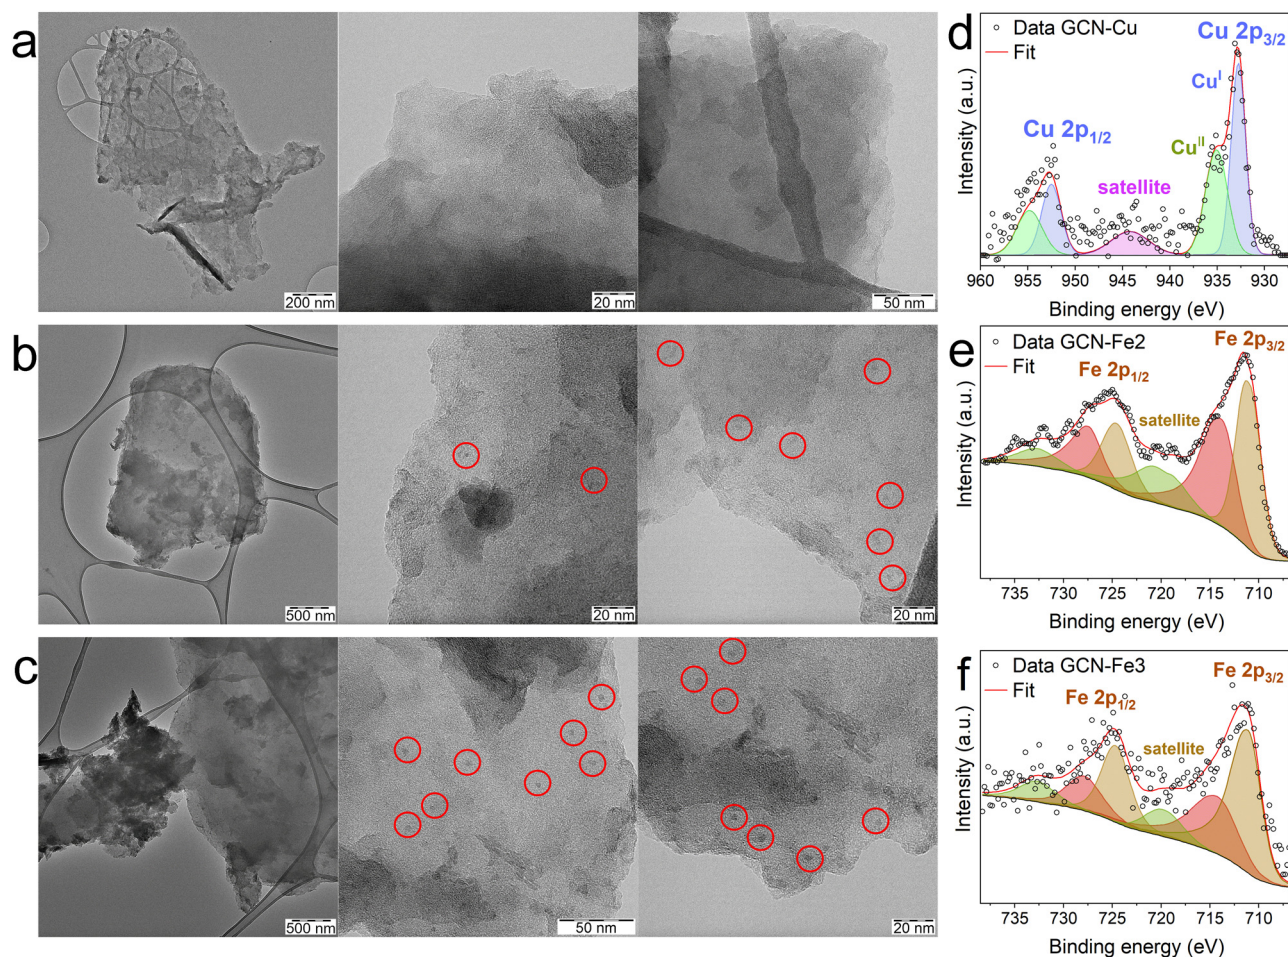 a
200 nm
20 nm
50 nm
b
500 nm
20 nm
20 nm
c
500 nm
50 nm
20 nm
d
Data GCN-Cu
Fit
Cu 2p3/2
CuI
Cu 2p1/2
CuII
satellite
Intensity (a.u.)
960 955 950 945 940 935 930
Binding energy (eV)
e
Data GCN-Fe2
Fit
Fe 2p3/2
Fe 2p1/2
satellite
Intensity (a.u.)
735 730 725 720 715 710
Binding energy (eV)
f
Data GCN-Fe3
Fit
Fe 2p3/2
Fe 2p1/2
satellite
Intensity (a.u.)
735 730 725 720 715 710
Binding energy (eV)